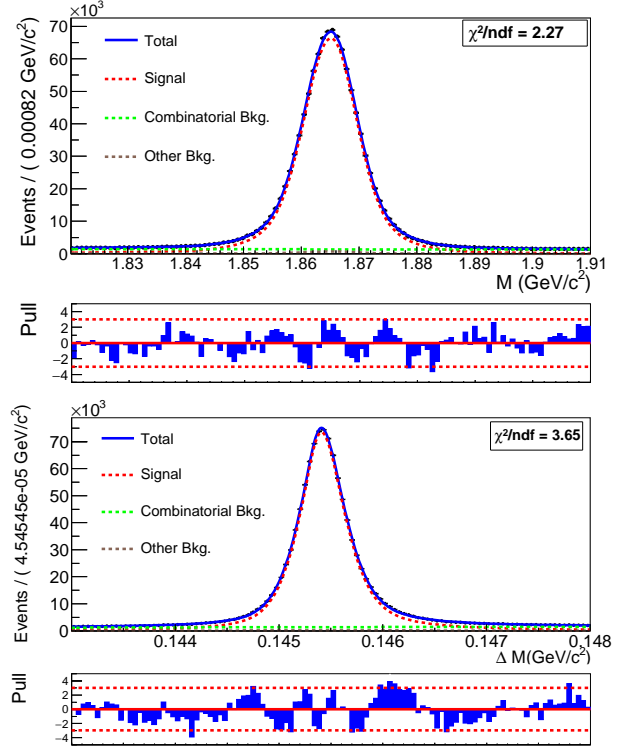 ×10³
70
60
50
40
30
20
10
0
Events / ( 0.00082 GeV/c²)
Total
Signal
Combinatorial Bkg.
Other Bkg.
χ²/ndf = 2.27
1.83 1.84 1.85 1.86 1.87 1.88 1.89 1.9 1.91
M (GeV/c²)
Pull
4
2
0
−2
−4
×10³
70
60
50
40
30
20
10
0
Events / ( 4.54545e-05 GeV/c²)
Total
Signal
Combinatorial Bkg.
Other Bkg.
χ²/ndf = 3.65
0.144 0.145 0.146 0.147 0.148
Δ M(GeV/c²)
Pull
4
2
0
−2
−4